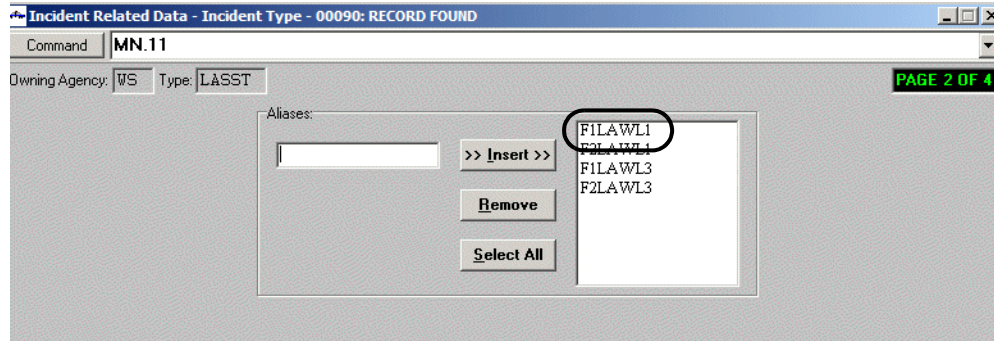 Incident Related Data - Incident Type - 00090: RECORD FOUND
Command MN.11
Owning Agency: WS Type: LASST PAGE 2 OF 4
Aliases:
>> Insert >>
Remove
Select All
F1LAWL1
F2LAWL1
F1LAWL3
F2LAWL3